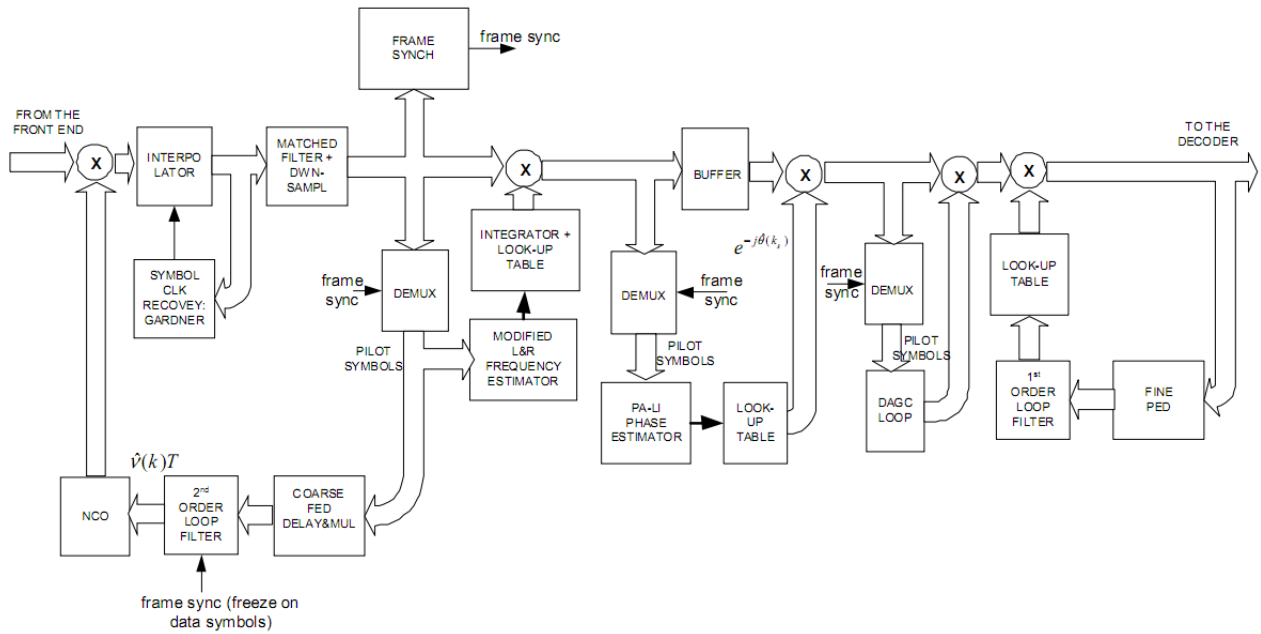 FRAME
SYNCH
frame sync
FROM THE
FRONT END
X
INTERPO
LATOR
MATCHED
FILTER +
DWN-
SAMPL
X
BUFFER
X
X
X
TO THE
DECODER
SYMBOL
CLK
RECOVEY:
GARDNER
frame
sync
DEMUX
INTEGRATOR +
LOOK-UP
TABLE
DEMUX
frame
sync
e^{-jθ̂(k_s)}
frame
sync
DEMUX
LOOK-UP
TABLE
PILOT
SYMBOLS
MODIFIED
L&R
FREQUENCY
ESTIMATOR
PILOT
SYMBOLS
PA-LI
PHASE
ESTIMATOR
LOOK-
UP
TABLE
PILOT
SYMBOLS
DAGC
LOOP
1st
ORDER
LOOP
FILTER
FINE
PED
ν̂(k)T
NCO
2nd
ORDER
LOOP
FILTER
COARSE
FED
DELAY&MUL
frame sync (freeze on
data symbols)